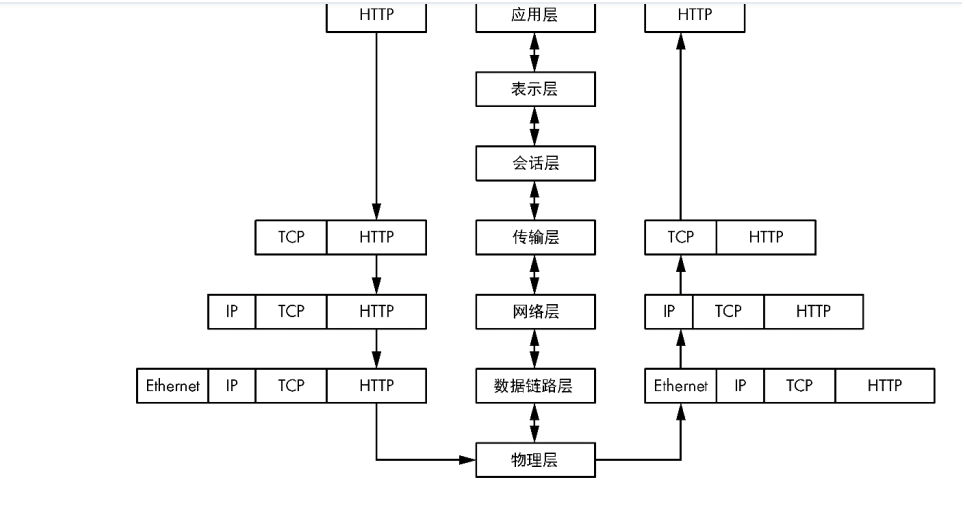 HTTP 应用层 HTTP
表示层
会话层
TCP HTTP 传输层 TCP HTTP
IP TCP HTTP 网络层 IP TCP HTTP
Ethernet IP TCP HTTP 数据链路层 Ethernet IP TCP HTTP
物理层